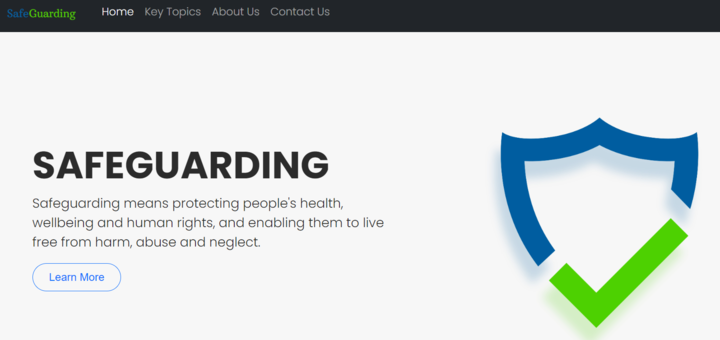 SafeGuarding Home Key Topics About Us Contact Us
SAFEGUARDING
Safeguarding means protecting people's health,
wellbeing and human rights, and enabling them to live
free from harm, abuse and neglect.
Learn More